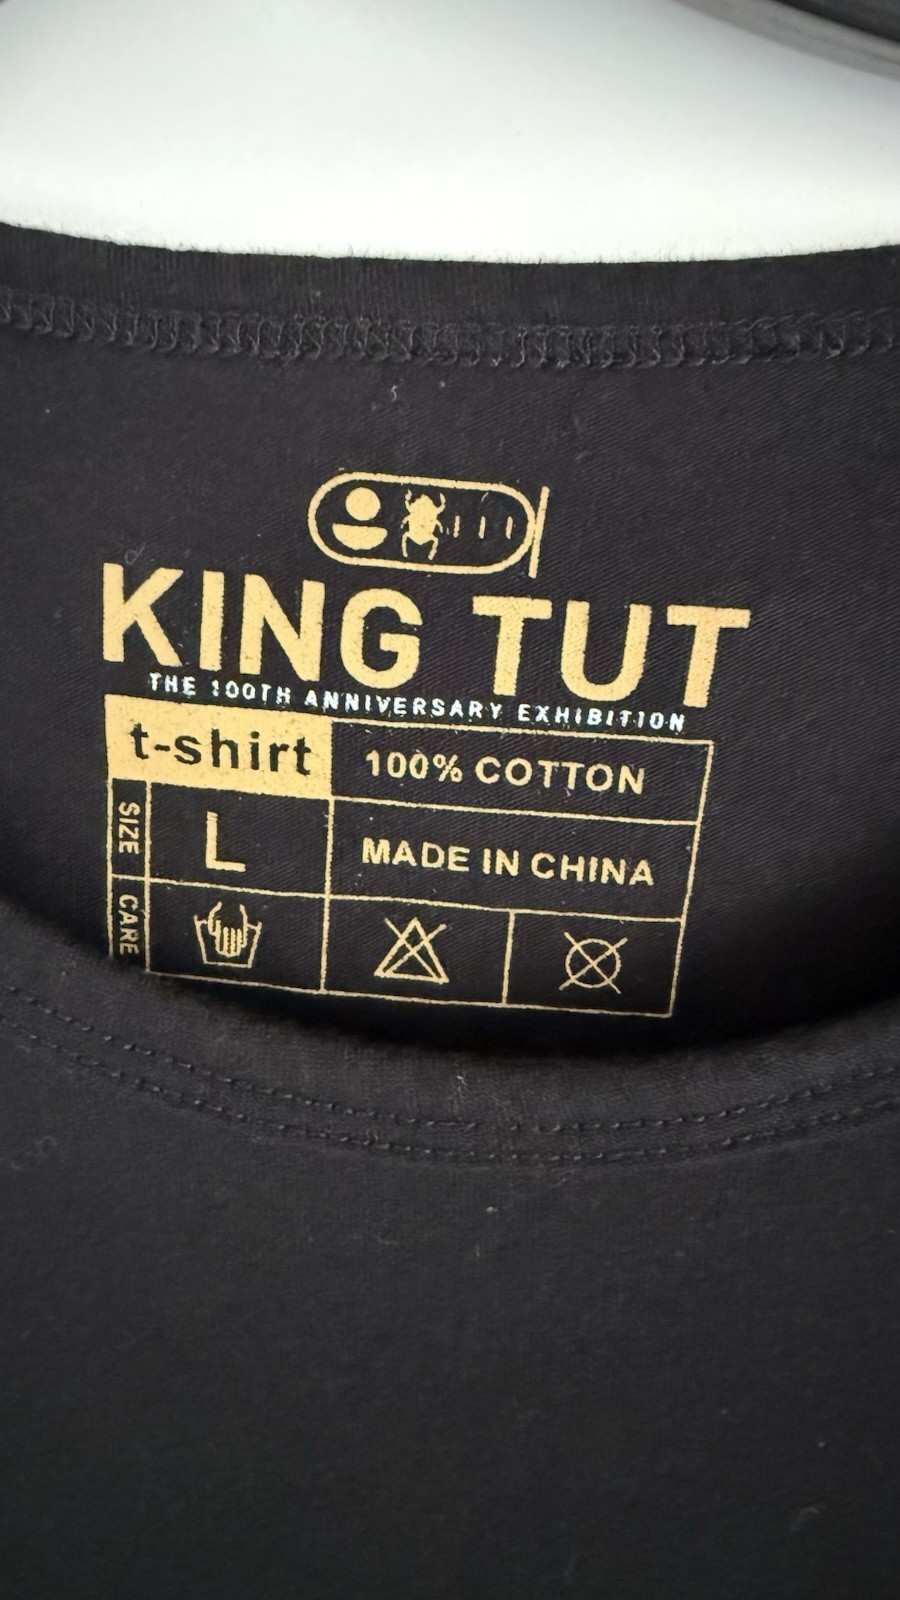 KING TUT
THE 100TH ANNIVERSARY EXHIBITION
t-shirt
100% COTTON
SIZE
L
MADE IN CHINA
CARE